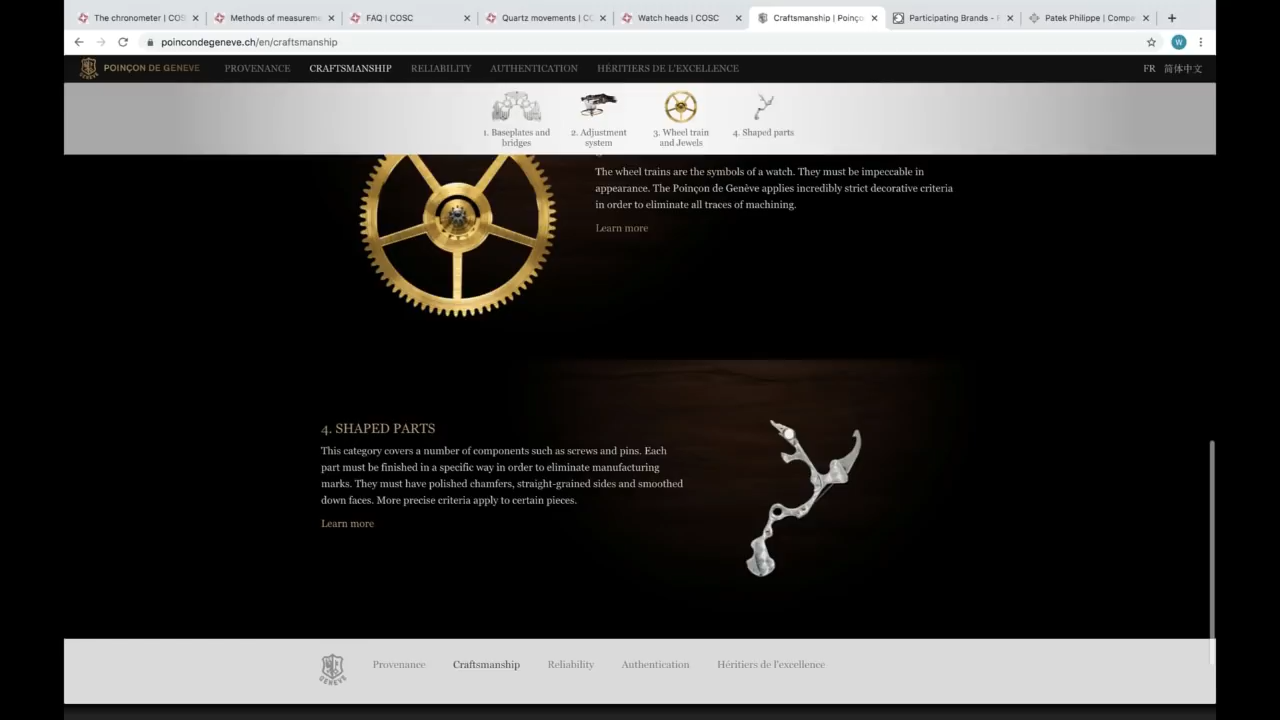 The chronometer | COS
Methods of measureme
FAQ | COSC
Quartz movements | CO
Watch heads | COSC
Craftsmanship | Poinço
Participating Brands - F
Patek Philippe | Compa
poincondegeneve.ch/en/craftsmanship
W
POINÇON DE GENEVE
PROVENANCE
CRAFTSMANSHIP
RELIABILITY
AUTHENTICATION
HÉRITIERS DE L'EXCELLENCE
FR
简体中文
1. Baseplates and
bridges
2. Adjustment
system
3. Wheel train
and Jewels
4. Shaped parts
The wheel trains are the symbols of a watch. They must be impeccable in
appearance. The Poinçon de Genève applies incredibly strict decorative criteria
in order to eliminate all traces of machining.
Learn more
4. SHAPED PARTS
This category covers a number of components such as screws and pins. Each
part must be finished in a specific way in order to eliminate manufacturing
marks. They must have polished chamfers, straight-grained sides and smoothed
down faces. More precise criteria apply to certain pieces.
Learn more
GENÈVE
Provenance
Craftsmanship
Reliability
Authentication
Héritiers de l'excellence